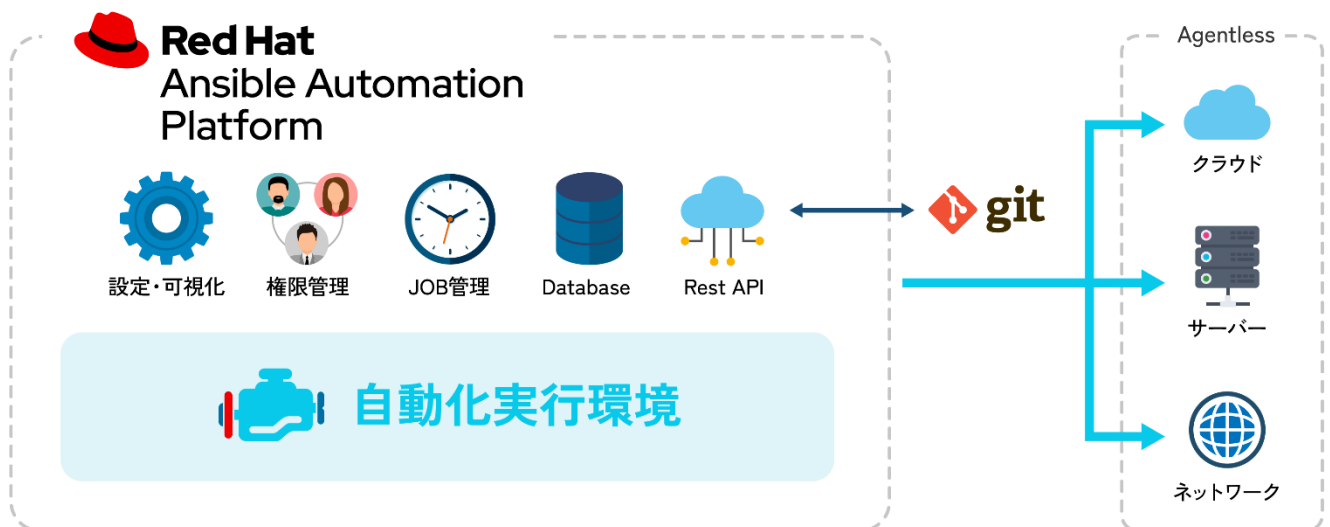 Red Hat
Ansible Automation
Platform
設定・可視化
権限管理
JOB管理
Database
Rest API
自動化実行環境
git
Agentless
クラウド
サーバー
ネットワーク